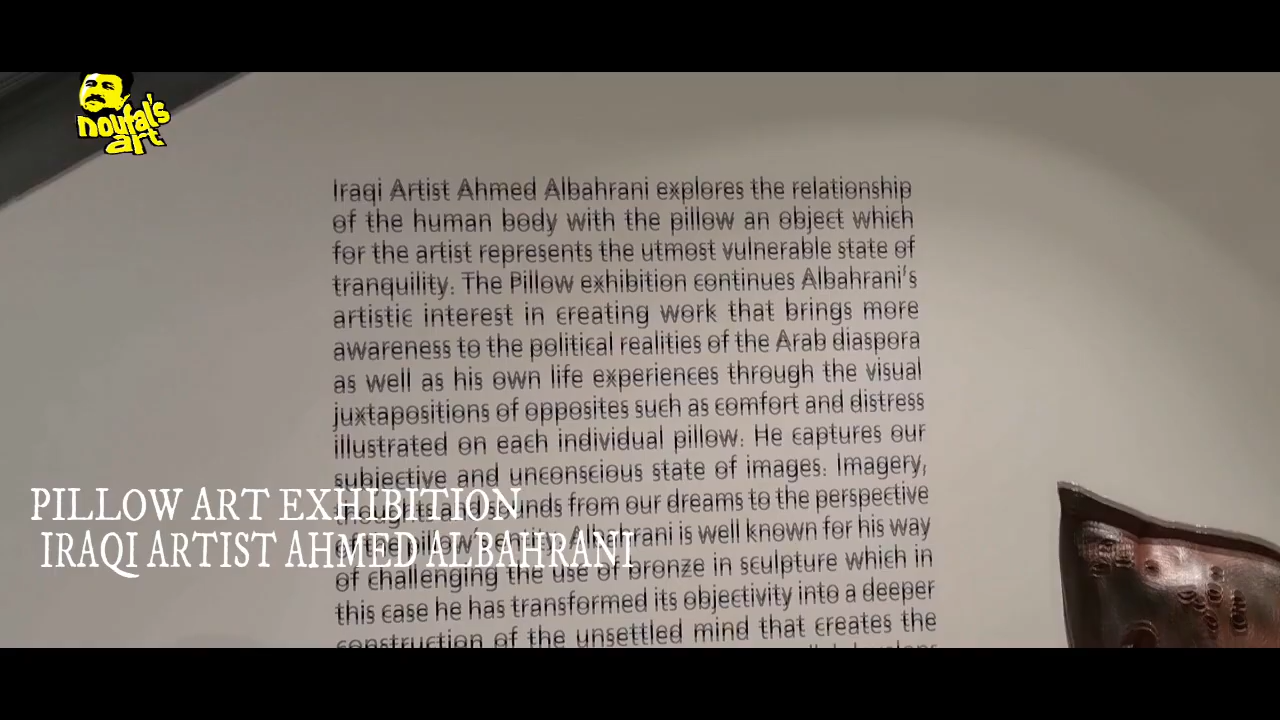 noufal's
art
Iraqi Artist Ahmed Albahrani explores the relationship
of the human body with the pillow an object which
for the artist represents the utmost vulnerable state of
tranquility. The Pillow exhibition continues Albahrani's
artistic interest in creating work that brings more
awareness to the political realities of the Arab diaspora
as well as his own life experiences through the visual
juxtapositions of opposites such as comfort and distress
illustrated on each individual pillow. He captures our
subjective and unconscious state of images. Imagery,
thoughts and sounds from our dreams to the perspective
of the pillow's entity. Albahrani is well known for his way
of challenging the use of bronze in sculpture which in
this case he has transformed its objectivity into a deeper
construction of the unsettled mind that creates the
PILLOW ART EXHIBITION
IRAQI ARTIST AHMED ALBAHRANI